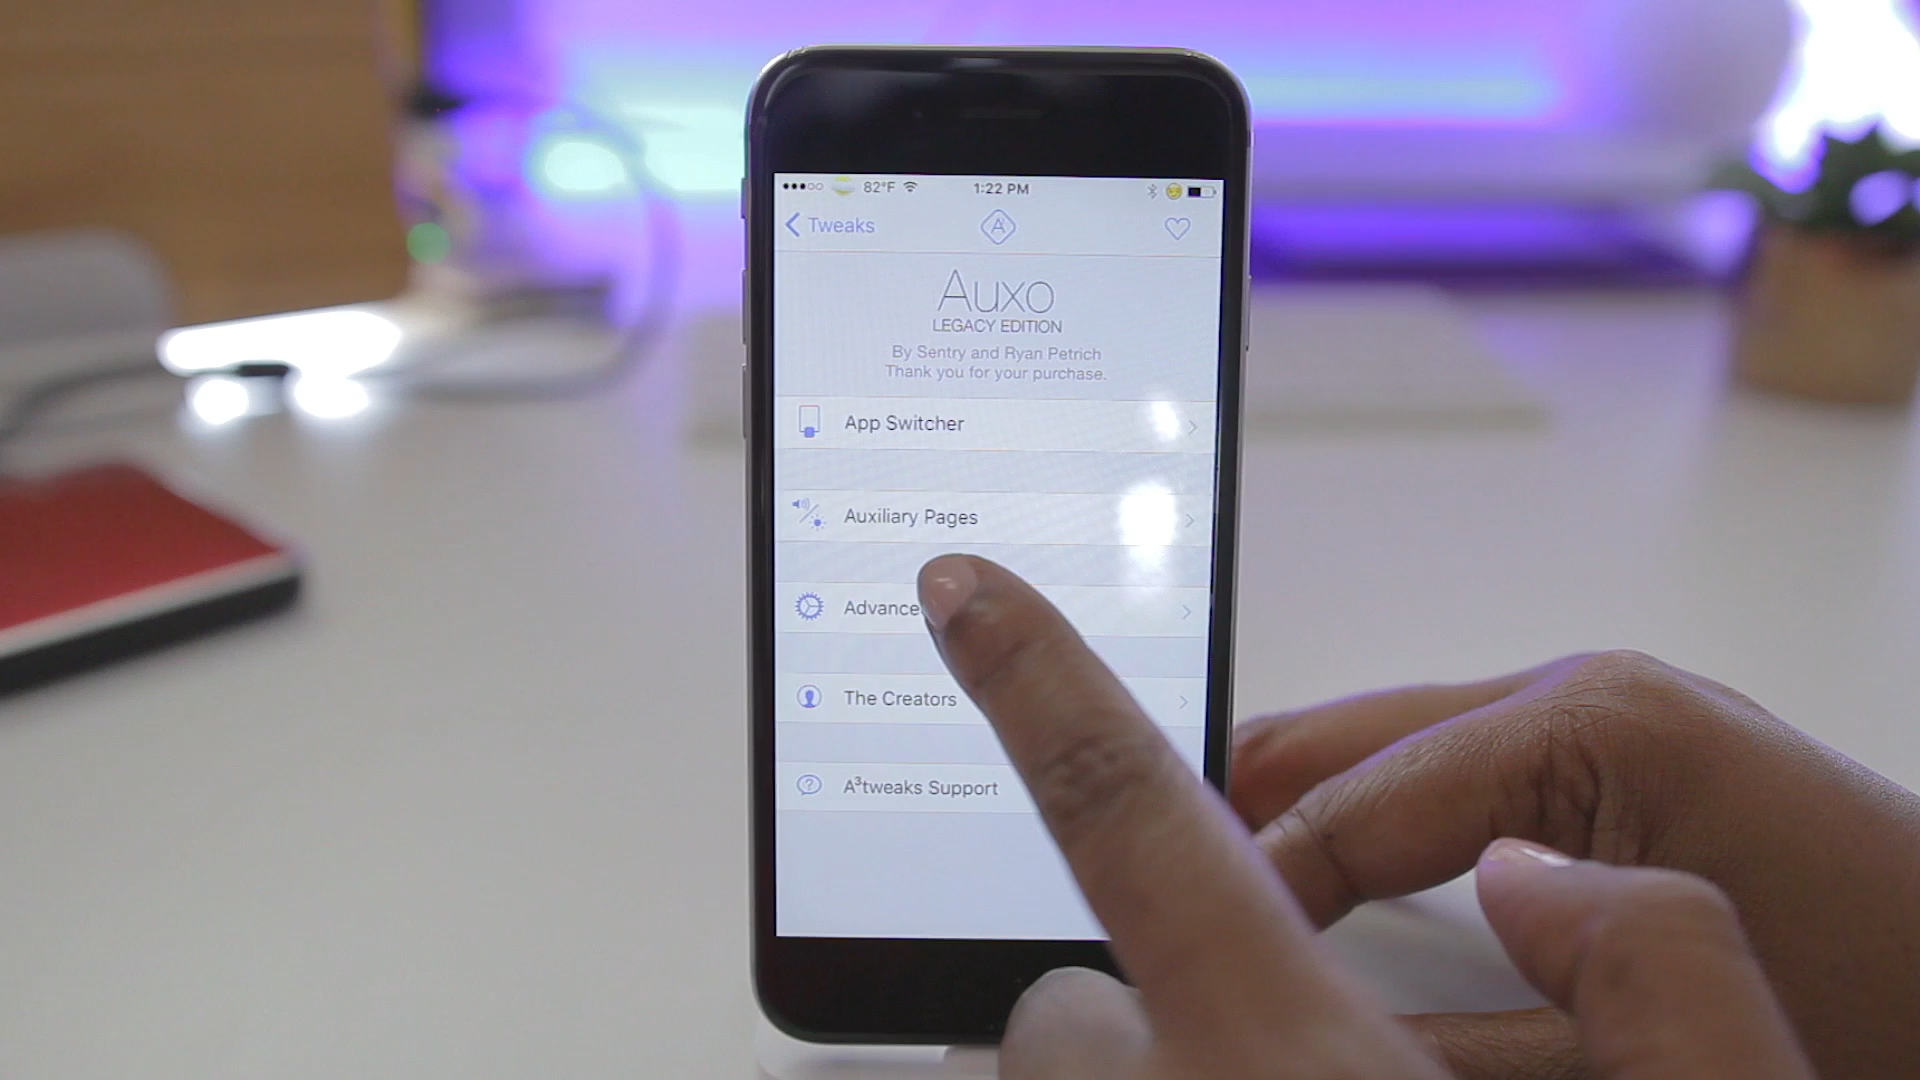 82°F 1:22 PM
Tweaks
Auxo
LEGACY EDITION
By Sentry and Ryan Petrich
Thank you for your purchase.
App Switcher
Auxiliary Pages
Advance
The Creators
A³tweaks Support